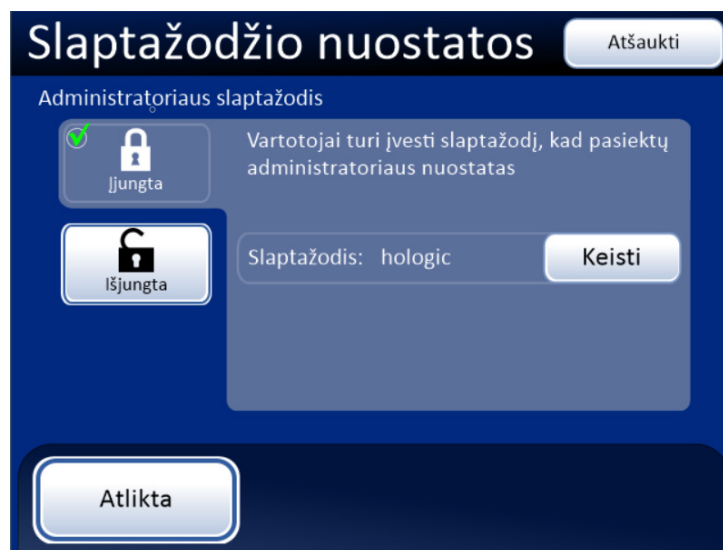 Slaptažodžio nuostatos
Atšaukti
Administratoriaus slaptažodis
Įjungta
Vartotojai turi įvesti slaptažodį, kad pasiektų
administratoriaus nuostatas
Išjungta
Slaptažodis: hologic
Keisti
Atlikta